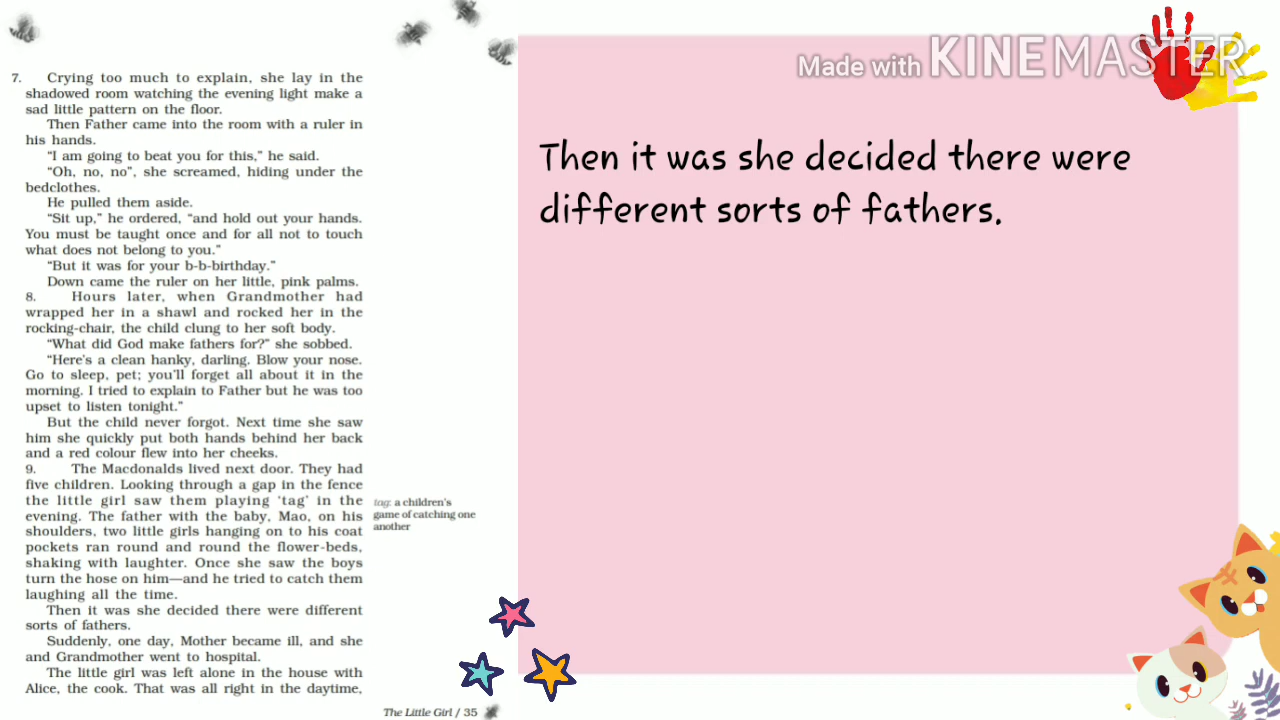 7. Crying too much to explain, she lay in the
shadowed room watching the evening light make a
sad little pattern on the floor.
Then Father came into the room with a ruler in
his hands.
“I am going to beat you for this,” he said.
“Oh, no, no”, she screamed, hiding under the
bedclothes.
He pulled them aside.
“Sit up,” he ordered, “and hold out your hands.
You must be taught once and for all not to touch
what does not belong to you.”
“But it was for your b-b-birthday.”
Down came the ruler on her little, pink palms.
8. Hours later, when Grandmother had
wrapped her in a shawl and rocked her in the
rocking-chair, the child clung to her soft body.
“What did God make fathers for?” she sobbed.
“Here’s a clean hanky, darling. Blow your nose.
Go to sleep, pet; you’ll forget all about it in the
morning. I tried to explain to Father but he was too
upset to listen tonight.”
But the child never forgot. Next time she saw
him she quickly put both hands behind her back
and a red colour flew into her cheeks.
9. The Macdonalds lived next door. They had
five children. Looking through a gap in the fence
the little girl saw them playing ‘tag’ in the
evening. The father with the baby, Mao, on his
shoulders, two little girls hanging on to his coat
pockets ran round and round the flower-beds,
shaking with laughter. Once she saw the boys
turn the hose on him—and he tried to catch them
laughing all the time.
Then it was she decided there were different
sorts of fathers.
Suddenly, one day, Mother became ill, and she
and Grandmother went to hospital.
The little girl was left alone in the house with
Alice, the cook. That was all right in the daytime,
tag: a children’s
game of catching one
another
The Little Girl / 35
Made with KINEMASTER
Then it was she decided there were
different sorts of fathers.